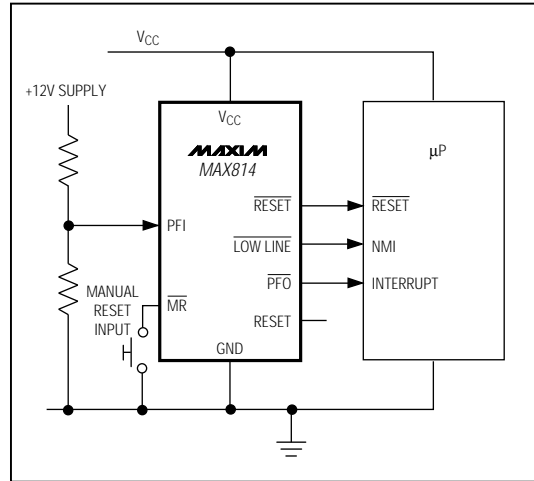 VCC
+12V SUPPLY
VCC
MAXIM
MAX814
µP
RESET
RESET
PFI
LOW LINE
NMI
PFO
INTERRUPT
MANUAL
RESET
INPUT
MR
RESET
GND